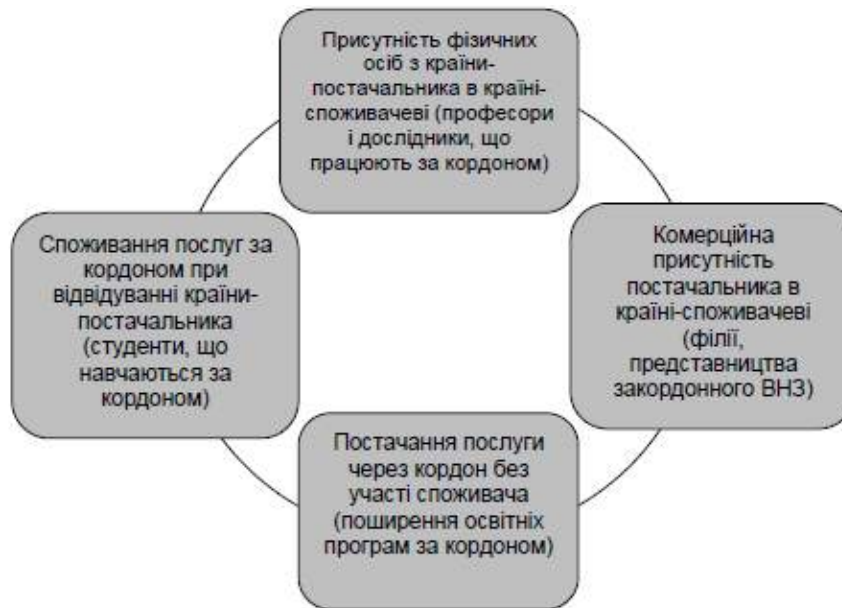 Присутність фізичних
осіб з країни-
постачальника в країні-
споживачеві (професори
і дослідники, що
працюють за кордоном)
Споживання послуг за
кордоном при
відвідуванні країни-
постачальника
(студенти, що
навчаються за
кордоном)
Комерційна
присутність
постачальника в
країні-споживачеві
(філії,
представництва
закордонного ВНЗ)
Постачання послуги
через кордон без
участі споживача
(поширення освітніх
програм за кордоном)